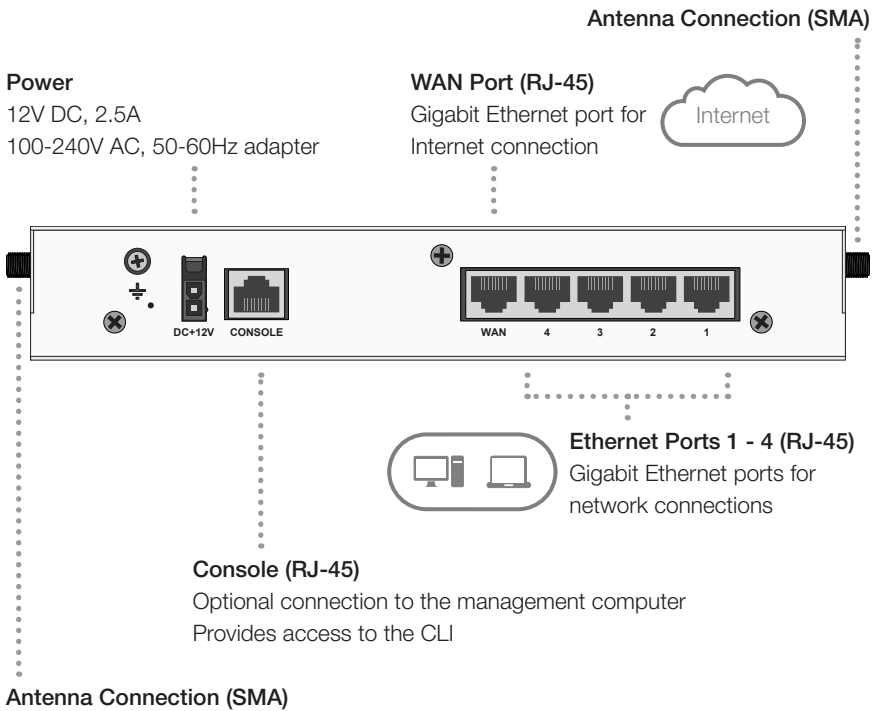 Antenna Connection (SMA)
Power
12V DC, 2.5A
100-240V AC, 50-60Hz adapter
WAN Port (RJ-45)
Gigabit Ethernet port for
Internet connection
Internet
DC+12V
CONSOLE
WAN
4
3
2
1
Ethernet Ports 1 - 4 (RJ-45)
Gigabit Ethernet ports for
network connections
Console (RJ-45)
Optional connection to the management computer
Provides access to the CLI
Antenna Connection (SMA)